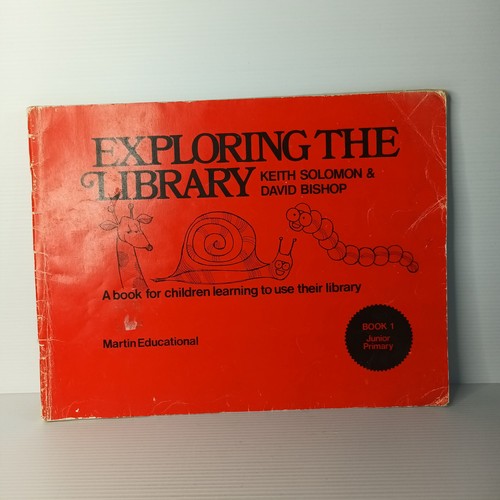 EXPLORING THE
LIBRARY
KEITH SOLOMON &
DAVID BISHOP
A book for children learning to use their library
Martin Educational
BOOK 1
Junior
Primary